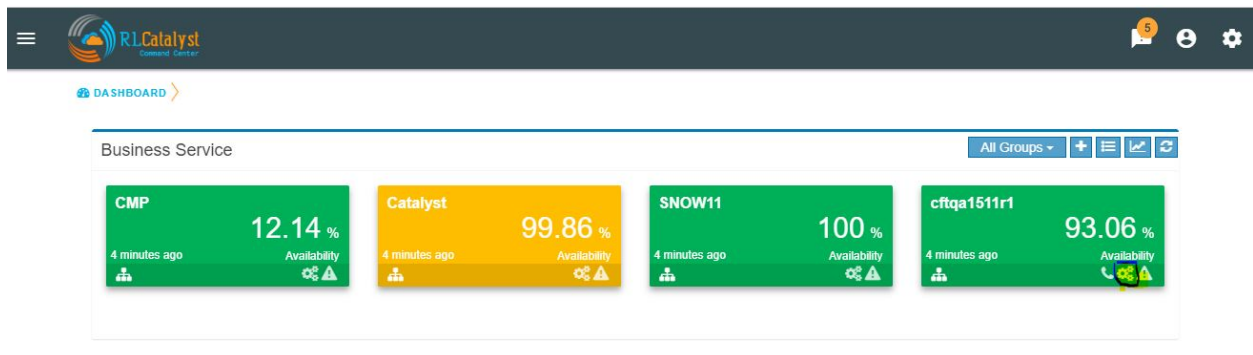 RLCatalyst
Command Center
5
DASHBOARD
Business Service
All Groups
CMP
12.14 %
4 minutes ago
Availability
Catalyst
99.86 %
4 minutes ago
Availability
SNOW11
100 %
4 minutes ago
Availability
cftqa1511r1
93.06 %
4 minutes ago
Availability